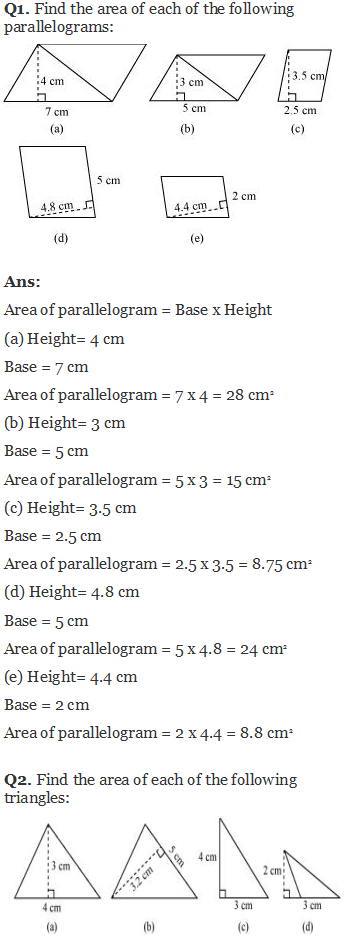 Q1. Find the area of each of the following
parallelograms:
4 cm
7 cm
(a)
3 cm
5 cm
(b)
3.5 cm
2.5 cm
(c)
5 cm
4.8 cm
(d)
2 cm
4.4 cm
(e)
Ans:
Area of parallelogram = Base x Height
(a) Height= 4 cm
Base = 7 cm
Area of parallelogram = 7 x 4 = 28 cm²
(b) Height= 3 cm
Base = 5 cm
Area of parallelogram = 5 x 3 = 15 cm²
(c) Height= 3.5 cm
Base = 2.5 cm
Area of parallelogram = 2.5 x 3.5 = 8.75 cm²
(d) Height= 4.8 cm
Base = 5 cm
Area of parallelogram = 5 x 4.8 = 24 cm²
(e) Height= 4.4 cm
Base = 2 cm
Area of parallelogram = 2 x 4.4 = 8.8 cm²
Q2. Find the area of each of the following
triangles:
3 cm
4 cm
(a)
5 cm
3.2 cm
(b)
4 cm
3 cm
(c)
2 cm
3 cm
(d)